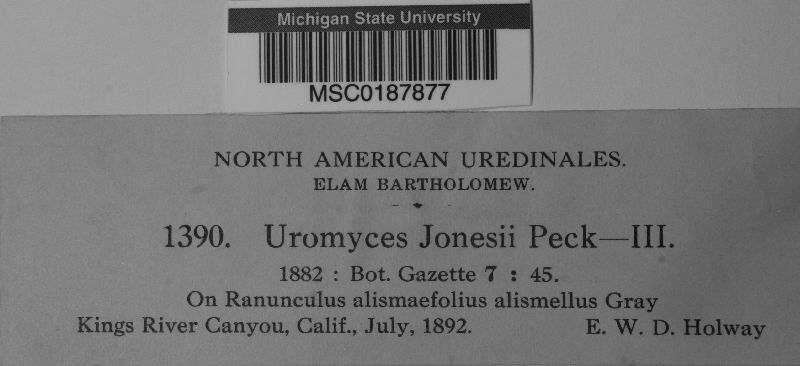 Michigan State University
MSC0187877
NORTH AMERICAN UREDINALES.
ELAM BARTHOLOMEW.
1390. Uromyces Jonesii Peck—III.
1882 : Bot. Gazette 7 : 45.
On Ranunculus alismaefolius alismellus Gray
Kings River Canyou, Calif., July, 1892. E. W. D. Holway